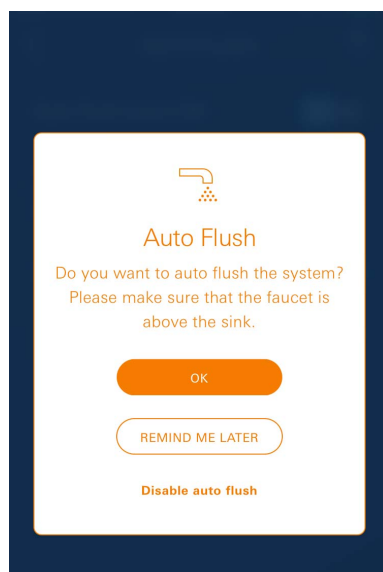 Auto Flush
Do you want to auto flush the system?
Please make sure that the faucet is
above the sink.
OK
REMIND ME LATER
Disable auto flush